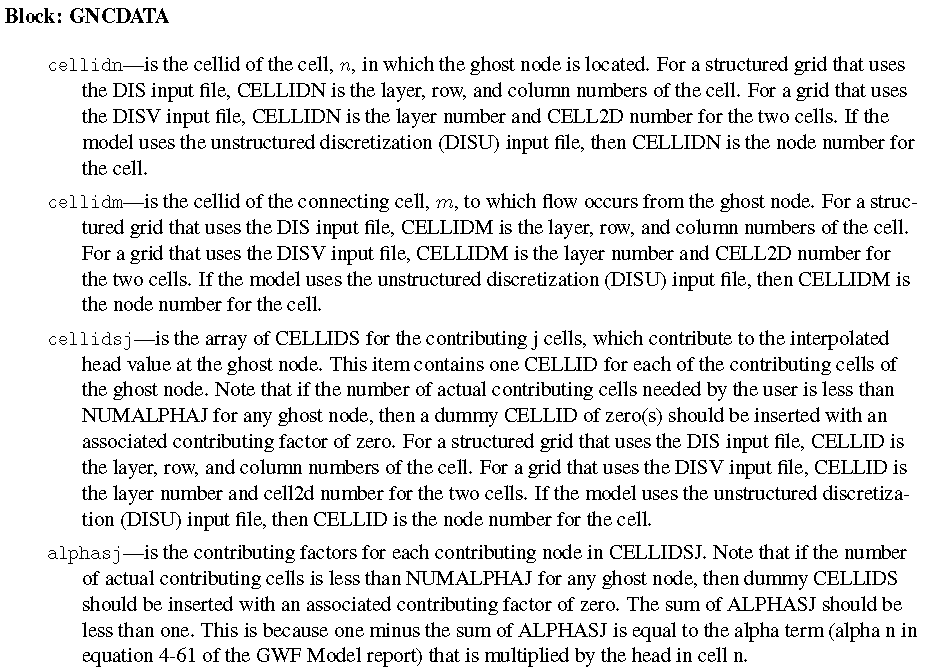 Block: GNCDATA
cellidn—is the cellid of the cell, n, in which the ghost node is located. For a structured grid that uses
the DIS input file, CELLIDN is the layer, row, and column numbers of the cell. For a grid that uses
the DISV input file, CELLIDN is the layer number and CELL2D number for the two cells. If the
model uses the unstructured discretization (DISU) input file, then CELLIDN is the node number for
the cell.
cellidm—is the cellid of the connecting cell, m, to which flow occurs from the ghost node. For a struc-
tured grid that uses the DIS input file, CELLIDM is the layer, row, and column numbers of the cell.
For a grid that uses the DISV input file, CELLIDM is the layer number and CELL2D number for
the two cells. If the model uses the unstructured discretization (DISU) input file, then CELLIDM is
the node number for the cell.
cellidsj—is the array of CELLIDS for the contributing j cells, which contribute to the interpolated
head value at the ghost node. This item contains one CELLID for each of the contributing cells of
the ghost node. Note that if the number of actual contributing cells needed by the user is less than
NUMALPHAJ for any ghost node, then a dummy CELLID of zero(s) should be inserted with an
associated contributing factor of zero. For a structured grid that uses the DIS input file, CELLID is
the layer, row, and column numbers of the cell. For a grid that uses the DISV input file, CELLID is
the layer number and cell2d number for the two cells. If the model uses the unstructured discretiza-
tion (DISU) input file, then CELLID is the node number for the cell.
alphasj—is the contributing factors for each contributing node in CELLIDSJ. Note that if the number
of actual contributing cells is less than NUMALPHAJ for any ghost node, then dummy CELLIDS
should be inserted with an associated contributing factor of zero. The sum of ALPHASJ should be
less than one. This is because one minus the sum of ALPHASJ is equal to the alpha term (alpha n in
equation 4-61 of the GWF Model report) that is multiplied by the head in cell n.